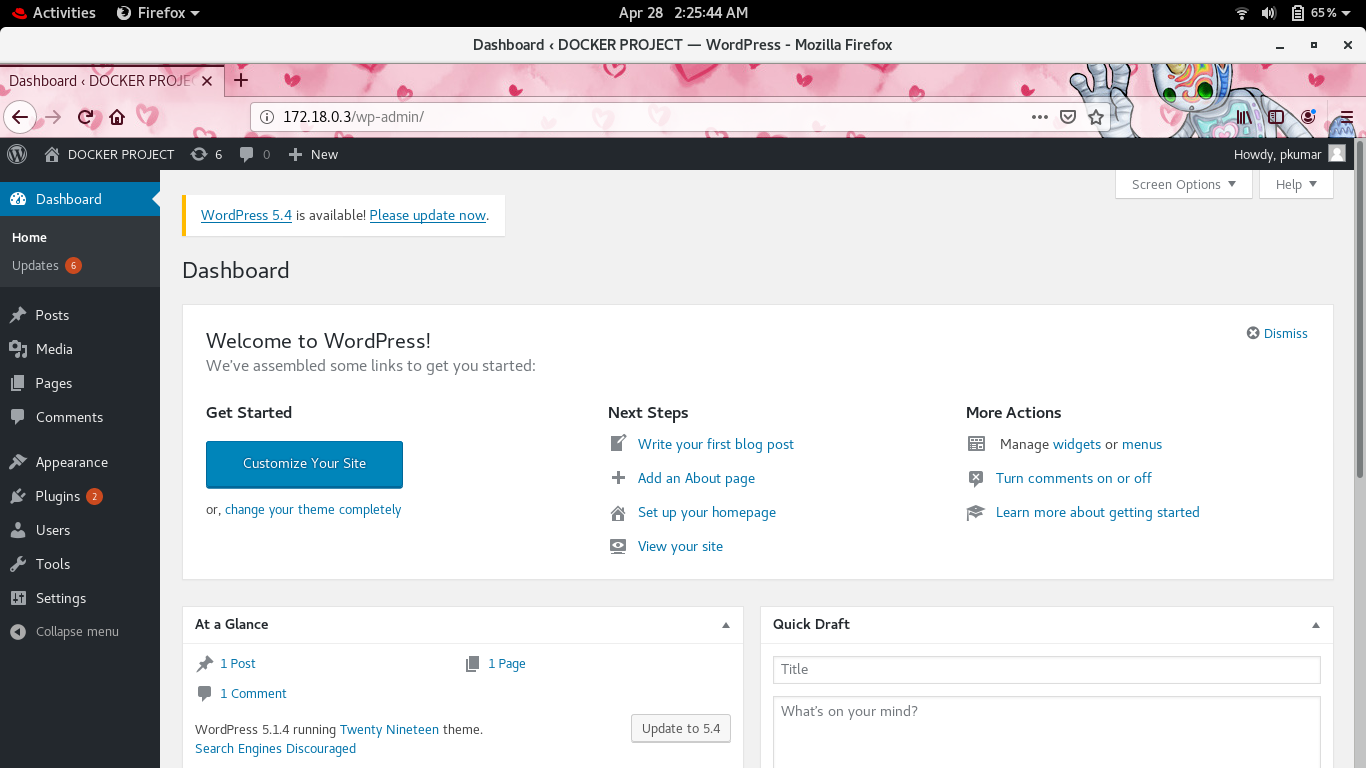 Activities Firefox Apr 28 2:25:44 AM 65%
Dashboard ‹ DOCKER PROJECT — WordPress - Mozilla Firefox
Dashboard ‹ DOCKER PROJEC
172.18.0.3/wp-admin/
DOCKER PROJECT 6 0 New Howdy, pkumar
Dashboard
Home
Updates 6
Posts
Media
Pages
Comments
Appearance
Plugins 2
Users
Tools
Settings
Collapse menu
Screen Options Help
WordPress 5.4 is available! Please update now.
Dashboard
Welcome to WordPress!
We've assembled some links to get you started:
Dismiss
Get Started
Customize Your Site
or, change your theme completely
Next Steps
Write your first blog post
Add an About page
Set up your homepage
View your site
More Actions
Manage widgets or menus
Turn comments on or off
Learn more about getting started
At a Glance
1 Post 1 Page
1 Comment
WordPress 5.1.4 running Twenty Nineteen theme.
Update to 5.4
Search Engines Discouraged
Quick Draft
Title
What's on your mind?